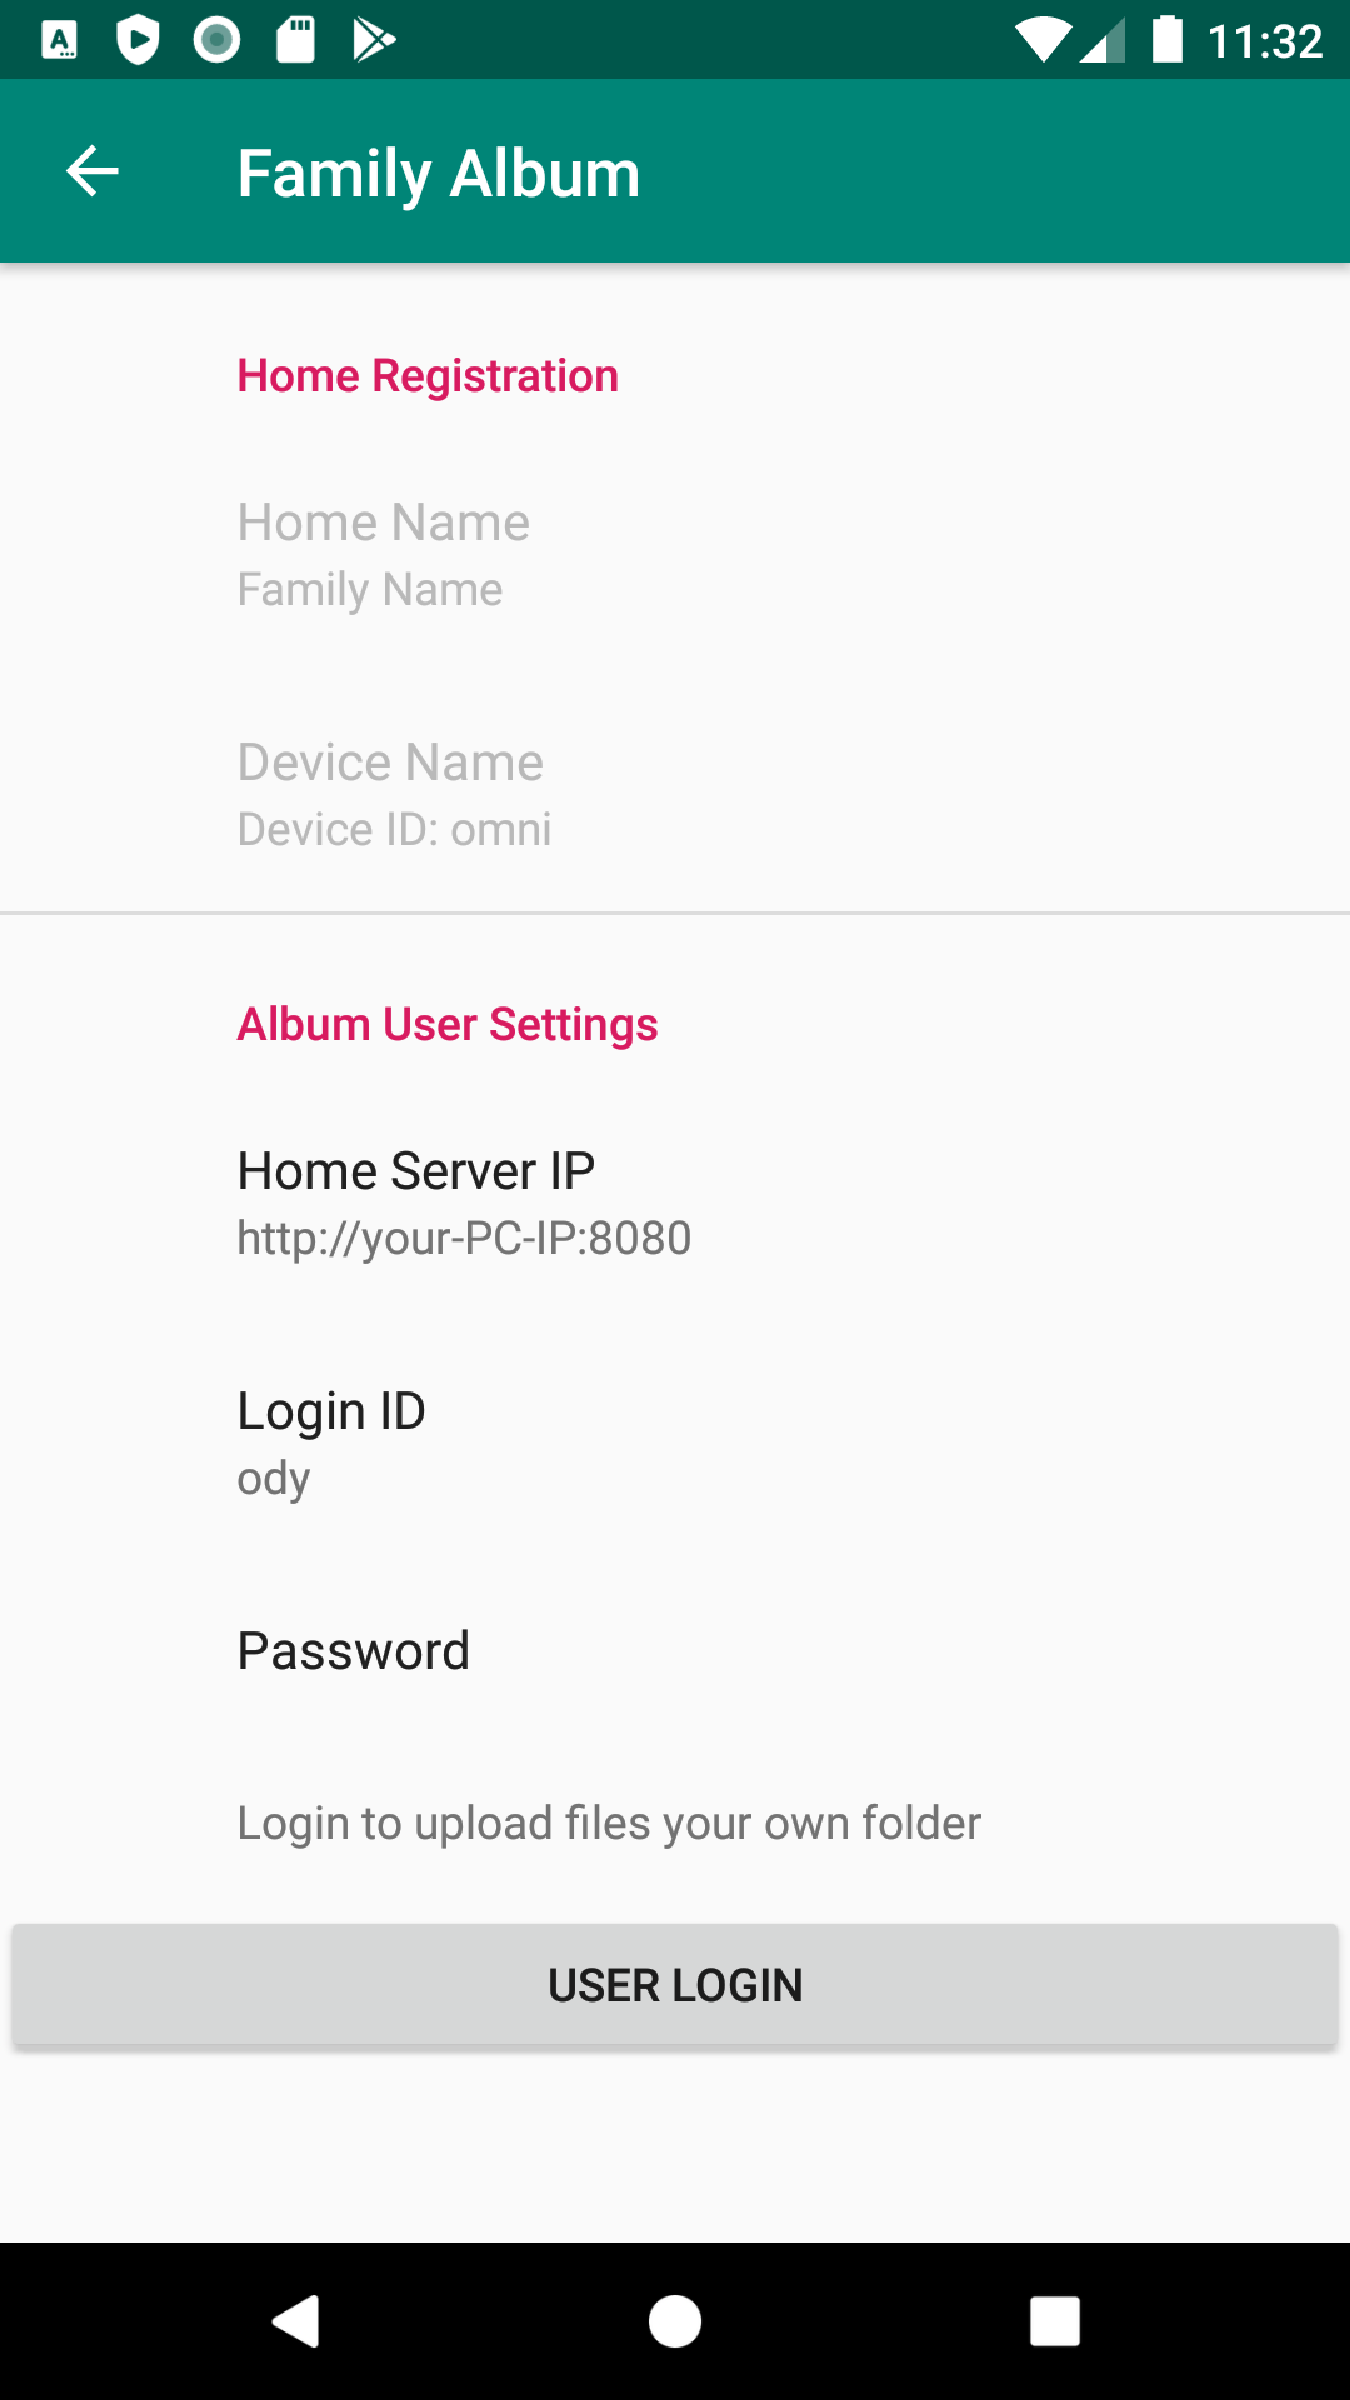 11:32
Family Album
Home Registration
Home Name
Family Name
Device Name
Device ID: omni
Album User Settings
Home Server IP
http://your-PC-IP:8080
Login ID
ody
Password
Login to upload files your own folder
USER LOGIN